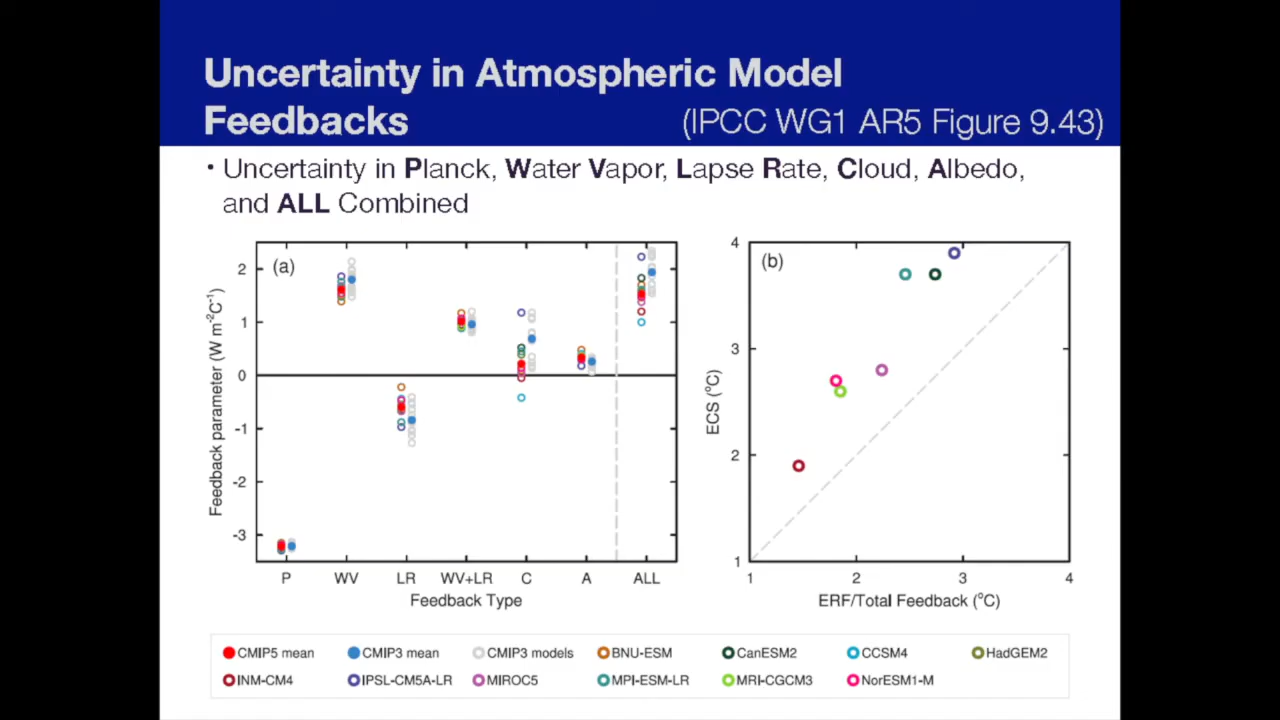 Uncertainty in Atmospheric Model
Feedbacks (IPCC WG1 AR5 Figure 9.43)
• Uncertainty in Planck, Water Vapor, Lapse Rate, Cloud, Albedo,
and ALL Combined
(a)
Feedback parameter (W m⁻²C⁻¹)
2
1
0
-1
-2
-3
P WV LR WV+LR C A ALL
Feedback Type
(b)
ECS (°C)
4
3
2
1
1 2 3 4
ERF/Total Feedback (°C)
CMIP5 mean CMIP3 mean CMIP3 models BNU-ESM CanESM2 CCSM4 HadGEM2
INM-CM4 IPSL-CM5A-LR MIROC5 MPI-ESM-LR MRI-CGCM3 NorESM1-M